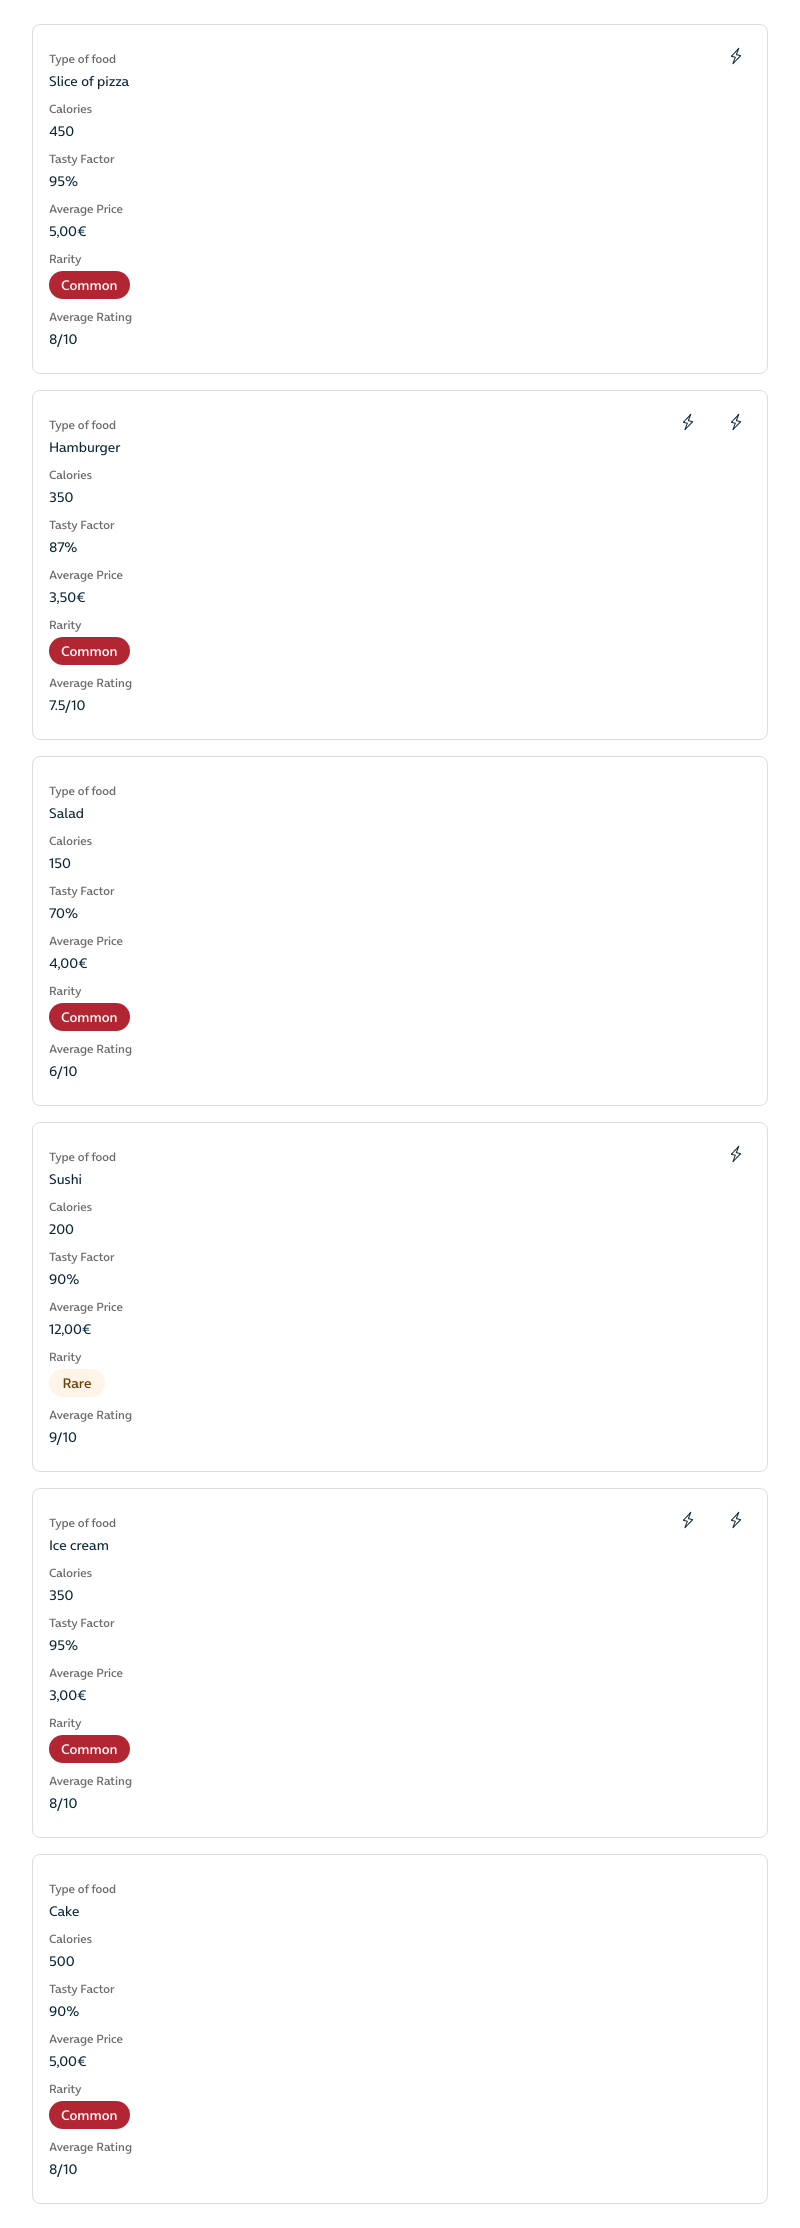 Type of food
Slice of pizza
Calories
450
Tasty Factor
95%
Average Price
5,00€
Rarity
Common
Average Rating
8/10
Type of food
Hamburger
Calories
350
Tasty Factor
87%
Average Price
3,50€
Rarity
Common
Average Rating
7.5/10
Type of food
Salad
Calories
150
Tasty Factor
70%
Average Price
4,00€
Rarity
Common
Average Rating
6/10
Type of food
Sushi
Calories
200
Tasty Factor
90%
Average Price
12,00€
Rarity
Rare
Average Rating
9/10
Type of food
Ice cream
Calories
350
Tasty Factor
95%
Average Price
3,00€
Rarity
Common
Average Rating
8/10
Type of food
Cake
Calories
500
Tasty Factor
90%
Average Price
5,00€
Rarity
Common
Average Rating
8/10